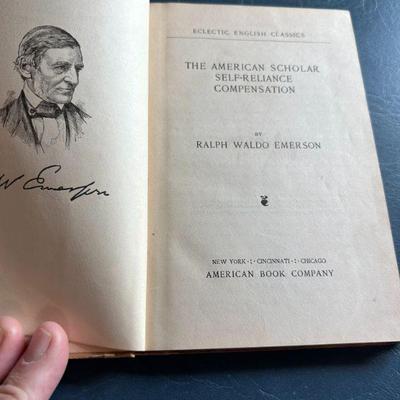 W Emerson
ECLECTIC ENGLISH CLASSICS
THE AMERICAN SCHOLAR
SELF-RELIANCE
COMPENSATION
BY
RALPH WALDO EMERSON
NEW YORK ∙:∙ CINCINNATI ∙:∙ CHICAGO
AMERICAN BOOK COMPANY